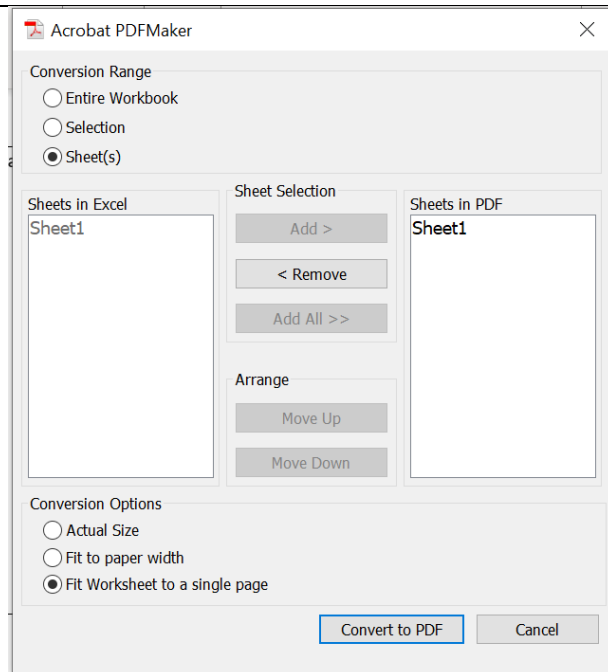 Acrobat PDFMaker
Conversion Range
Entire Workbook
Selection
Sheet(s)
Sheets in Excel
Sheet1
Sheet Selection
Add >
< Remove
Add All >>
Arrange
Move Up
Move Down
Sheets in PDF
Sheet1
Conversion Options
Actual Size
Fit to paper width
Fit Worksheet to a single page
Convert to PDF
Cancel